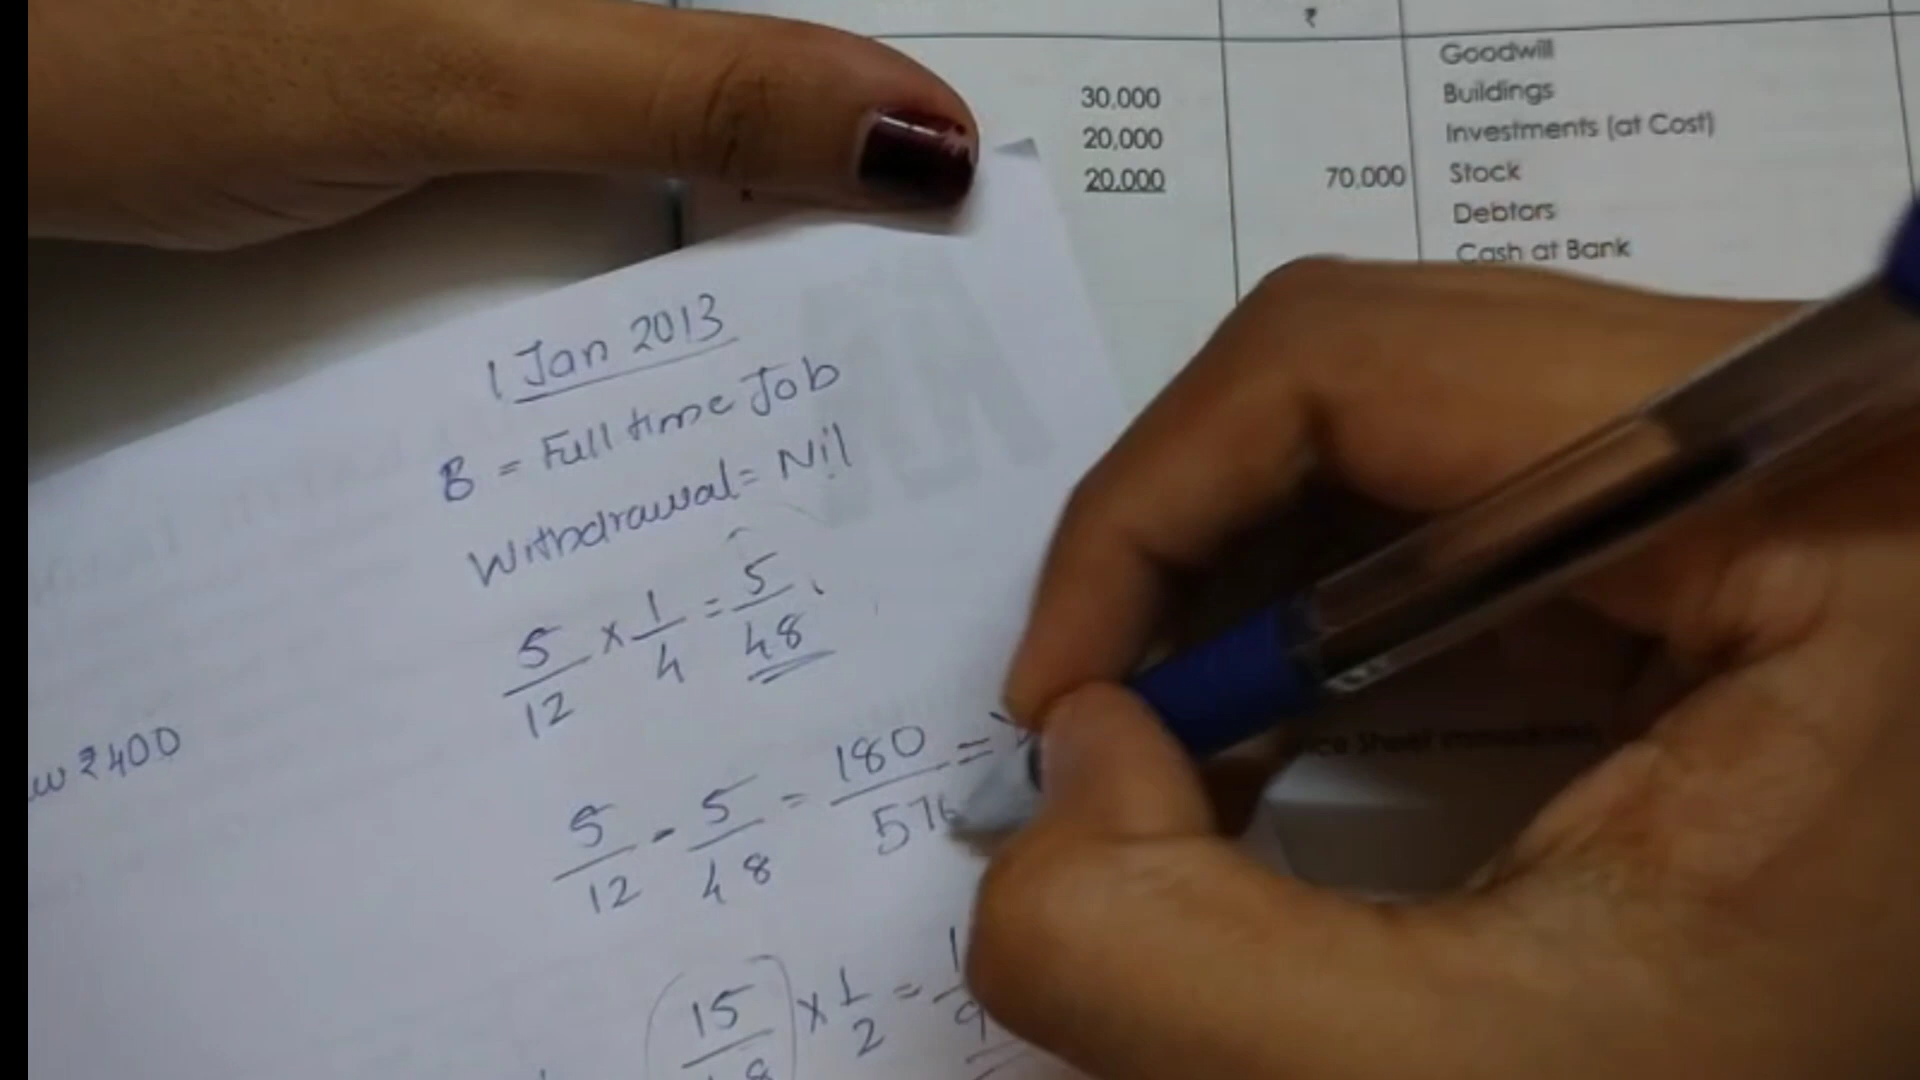 ₹
Goodwill
30,000 Buildings
20,000 Investments (at Cost)
20,000 70,000 Stock
Debtors
Cash at Bank
1 Jan 2013
B = Full time Job
Withdrawal = Nil
5/12 × 1/4 = 5/48
₹400
5/12 - 5/48 = 180/576 =
15/48 × 1/2 =